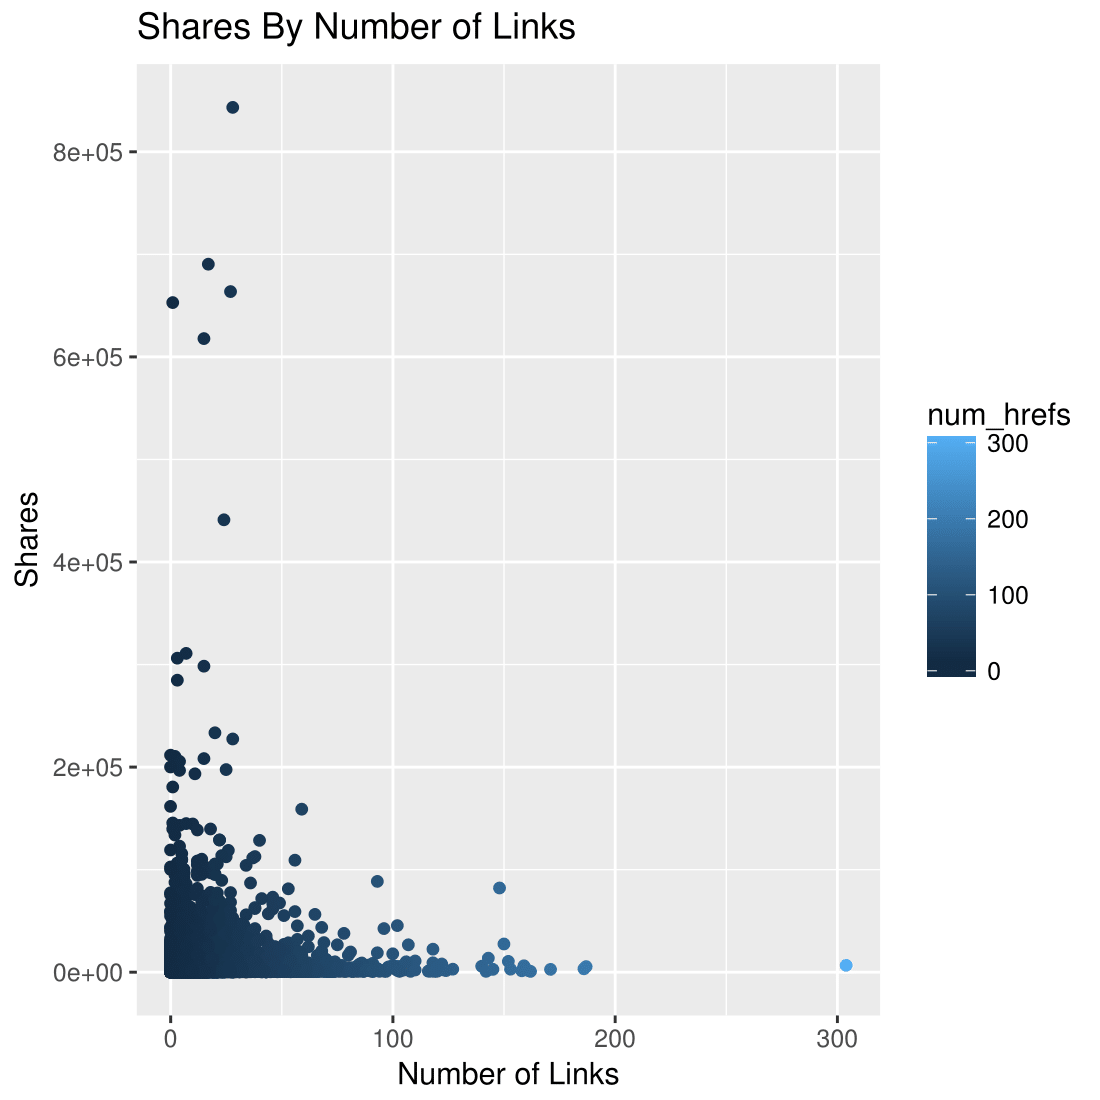 Shares By Number of Links
8e+05
6e+05
4e+05
2e+05
0e+00
Shares
0
100
200
300
Number of Links
num_hrefs
300
200
100
0